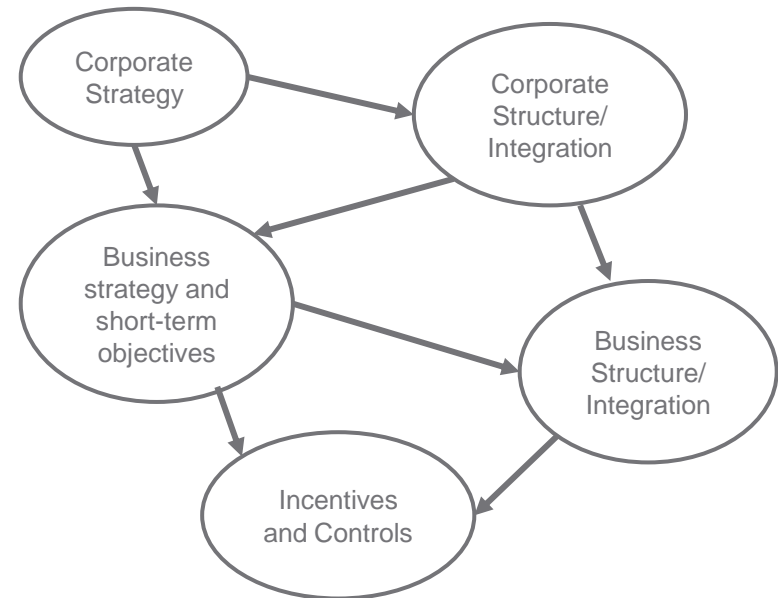 Corporate
Strategy
Corporate
Structure/
Integration
Business
strategy and
short-term
objectives
Business
Structure/
Integration
Incentives
and Controls